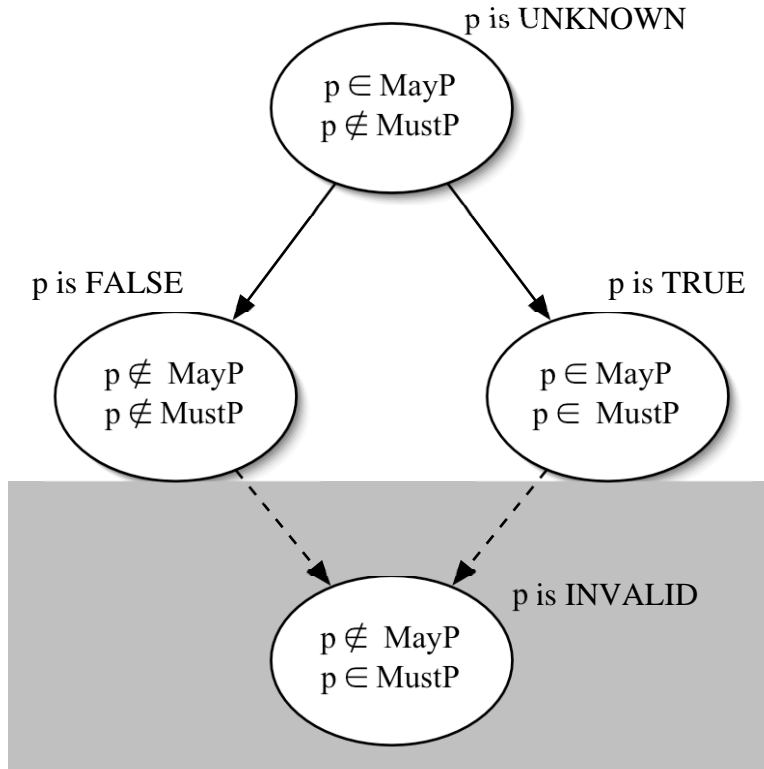 p is UNKNOWN
p ∈ MayP
p ∉ MustP
p is FALSE
p is TRUE
p ∉ MayP
p ∉ MustP
p ∈ MayP
p ∈ MustP
p is INVALID
p ∉ MayP
p ∈ MustP